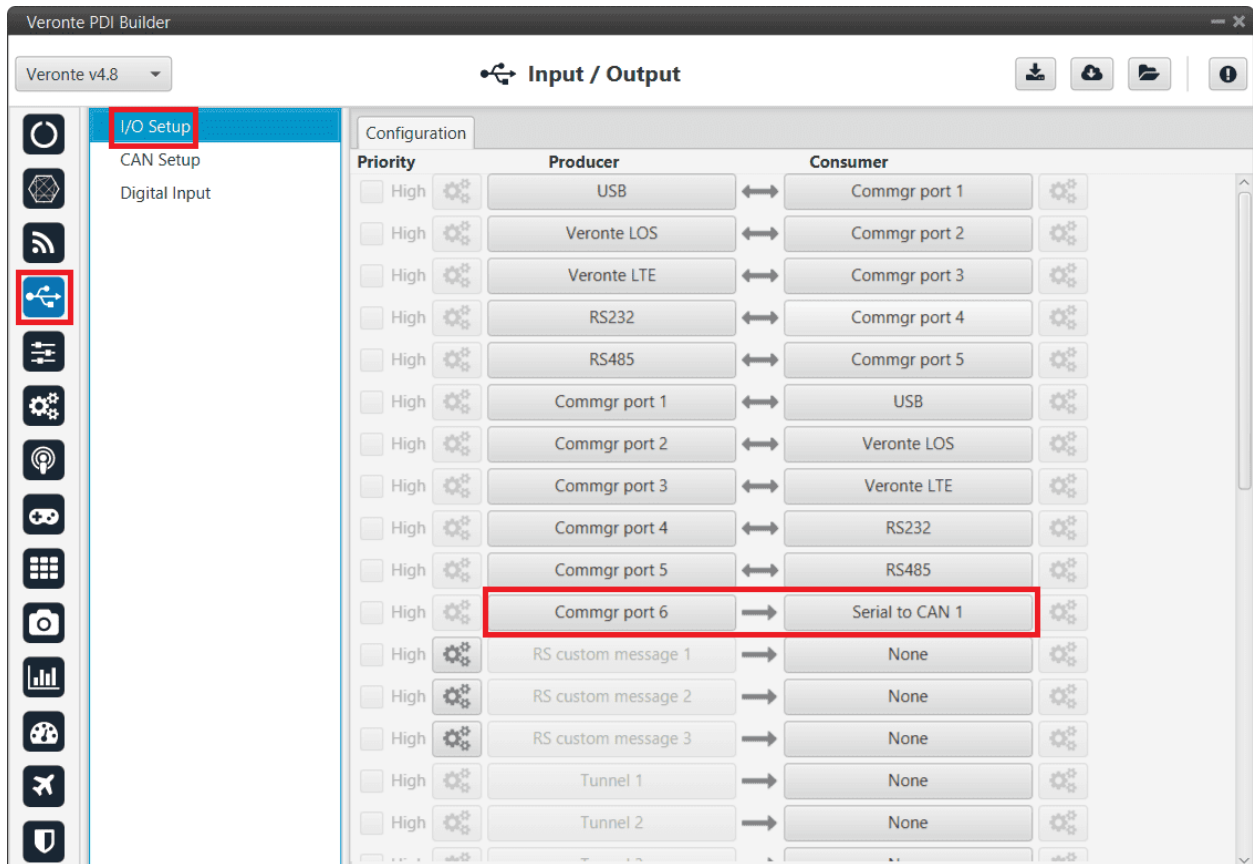 Veronte PDI Builder
Veronte v4.8
Input / Output
I/O Setup
CAN Setup
Digital Input
Configuration
Priority Producer Consumer
High USB Commgr port 1
High Veronte LOS Commgr port 2
High Veronte LTE Commgr port 3
High RS232 Commgr port 4
High RS485 Commgr port 5
High Commgr port 1 USB
High Commgr port 2 Veronte LOS
High Commgr port 3 Veronte LTE
High Commgr port 4 RS232
High Commgr port 5 RS485
High Commgr port 6 Serial to CAN 1
High RS custom message 1 None
High RS custom message 2 None
High RS custom message 3 None
High Tunnel 1 None
High Tunnel 2 None